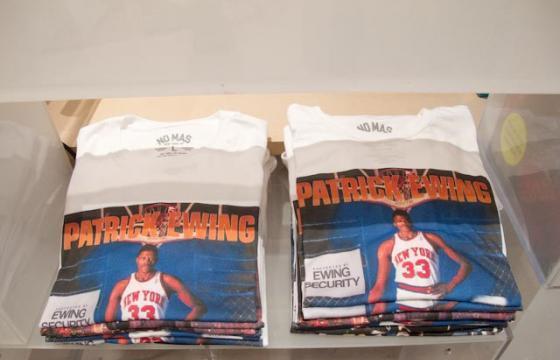 NO MAS
L
PATRICK EWING
NEW YORK
33
EWING
SECURITY
NO MAS
PATRICK EWING
NEW YORK
33
EWING
SECURITY